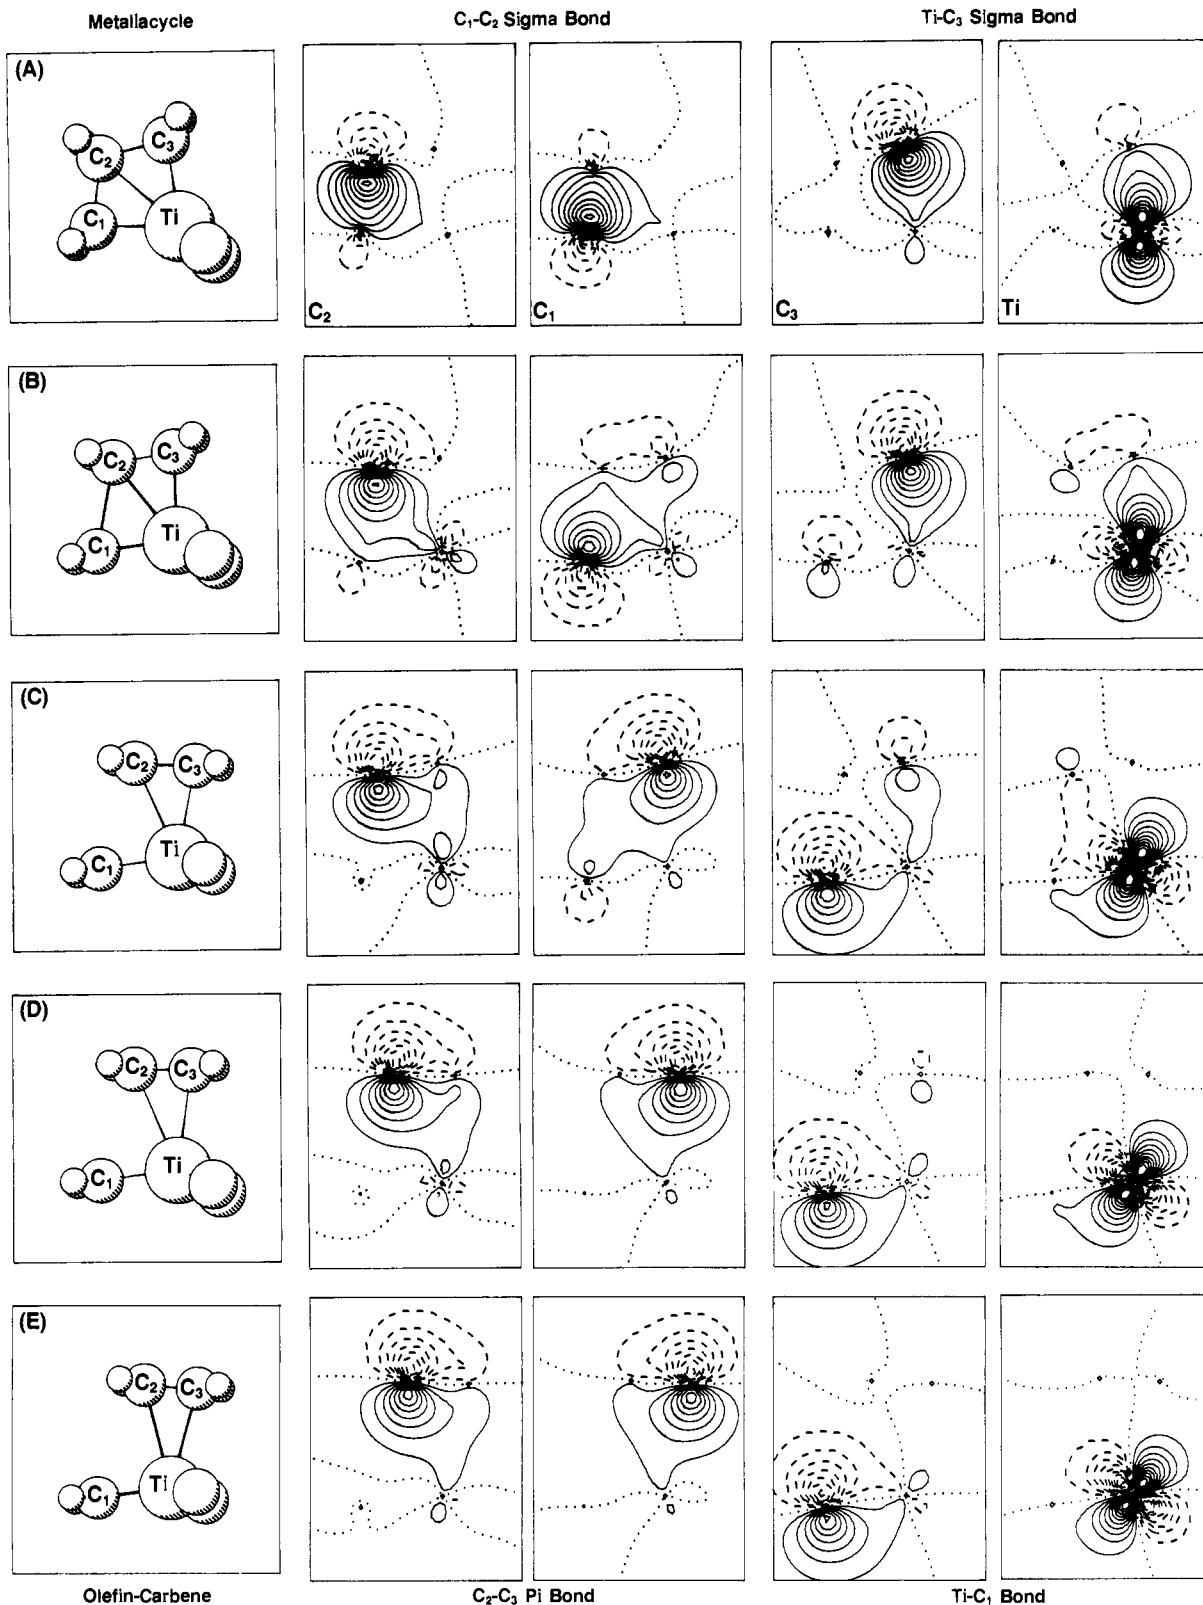 Metallacycle
C₁-C₂ Sigma Bond
Ti-C₃ Sigma Bond
(A)
C₂ C₃
C₁ Ti
C₂
C₁
C₃
Ti
(B)
C₂ C₃
C₁ Ti
(C)
C₂ C₃
C₁ Ti
(D)
C₂ C₃
C₁ Ti
(E)
C₂ C₃
C₁ Ti
Olefin-Carbene
C₂-C₃ Pi Bond
Ti-C₁ Bond